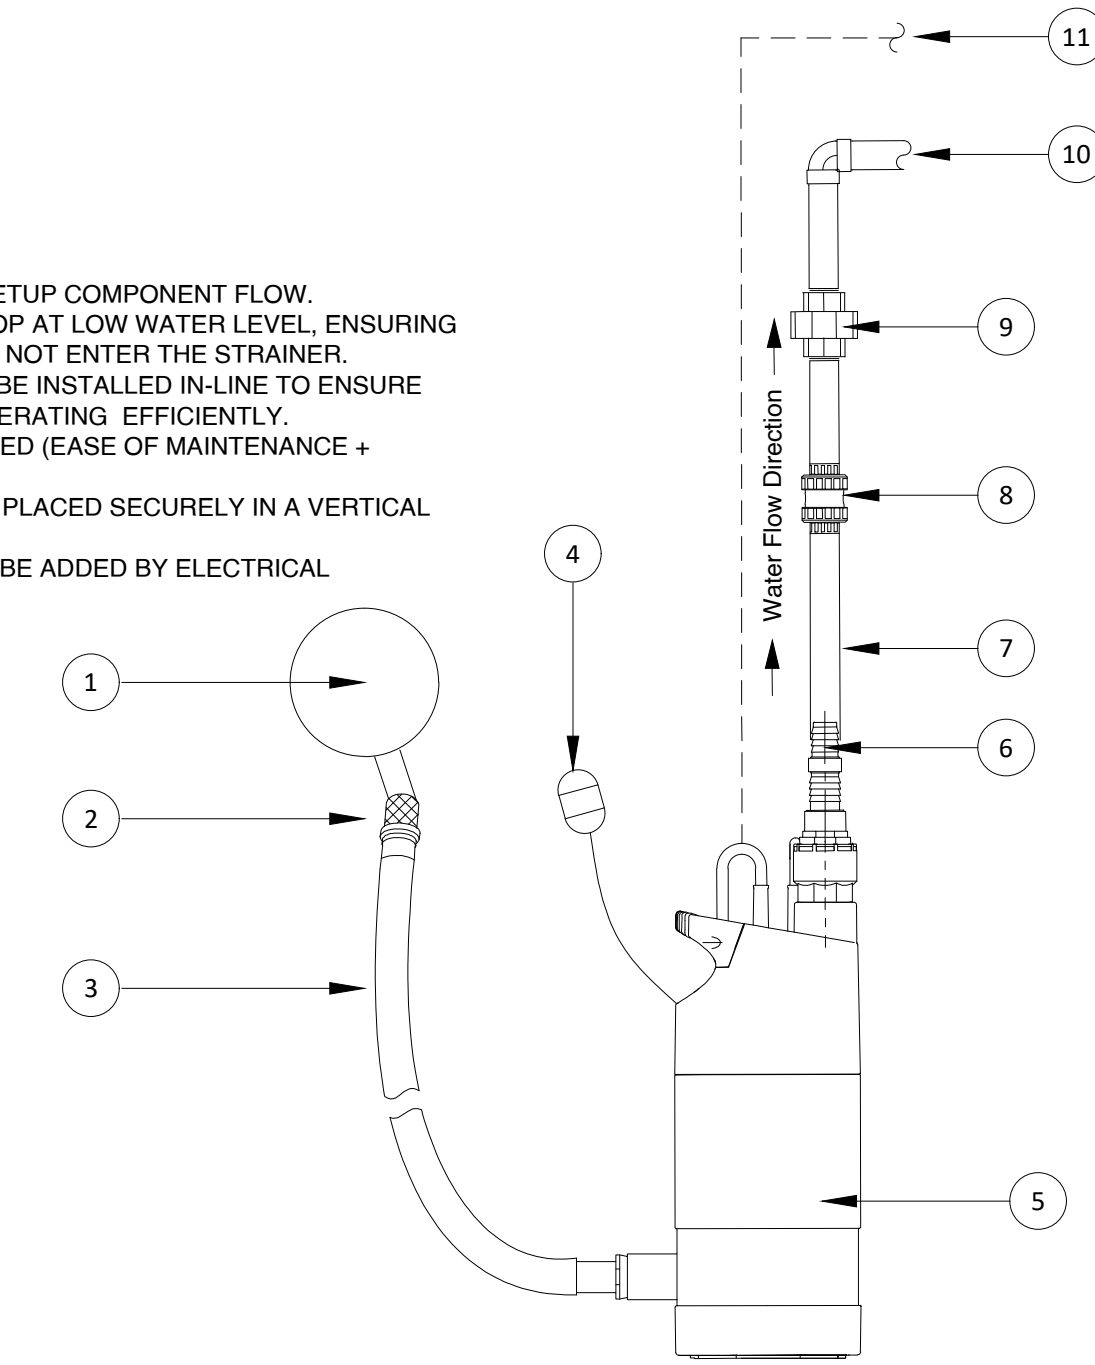 11
10
ETUP COMPONENT FLOW.
OP AT LOW WATER LEVEL, ENSURING
NOT ENTER THE STRAINER.
BE INSTALLED IN-LINE TO ENSURE
ERATING EFFICIENTLY.
ED (EASE OF MAINTENANCE +
PLACED SECURELY IN A VERTICAL
BE ADDED BY ELECTRICAL
9
Water Flow Direction
8
4
7
1
6
2
3
5